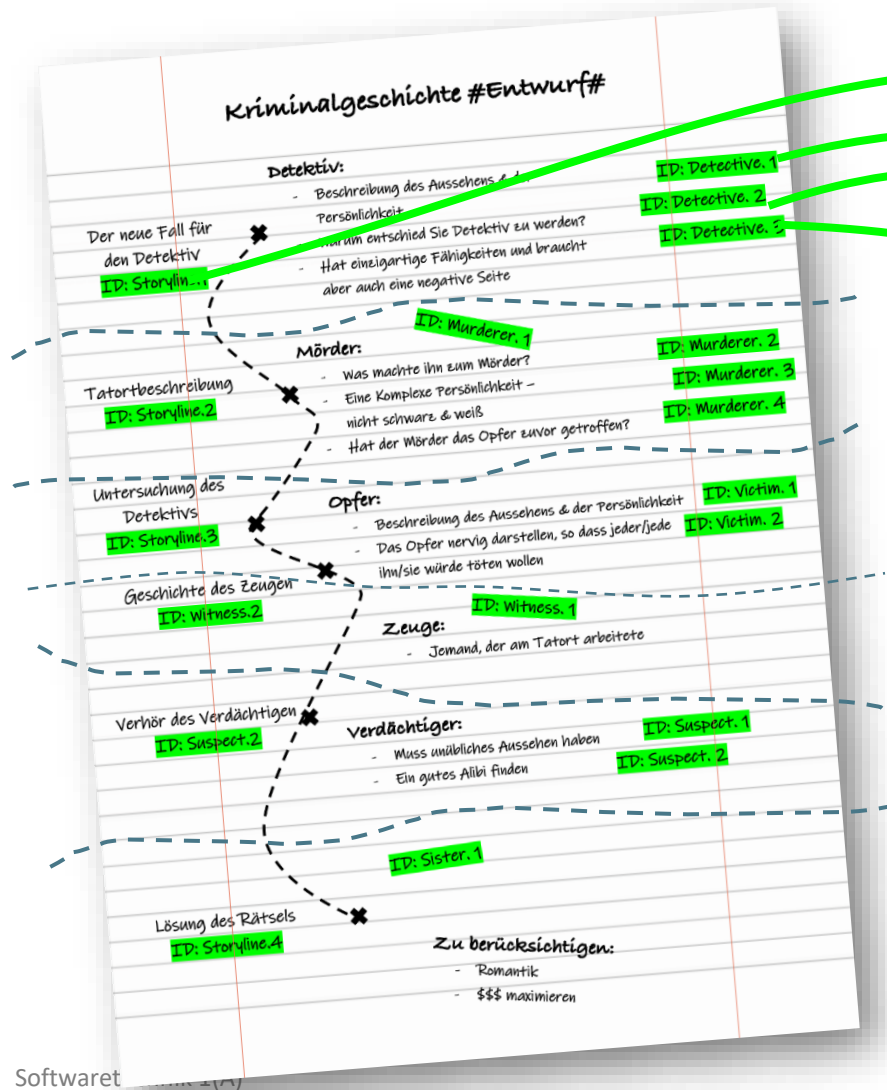 Kriminalgeschichte #Entwurf#
Detektiv:
- Beschreibung des Aussehens &
Persönlichkeit
ID: Detective. 1
ID: Detective. 2
- entschied Sie Detektiv zu werden?
ID: Detective.
- Hat einzigartige Fähigkeiten und braucht
aber auch eine negative Seite
Der neue Fall für
den Detektiv
ID:
ID: Murderer. 1
Mörder:
- Was machte ihn zum Mörder?
ID: Murderer. 2
- Eine Komplexe Persönlichkeit –
nicht schwarz & weiß
ID: Murderer. 3
- Hat der Mörder das Opfer zuvor getroffen?
ID: Murderer. 4
Tatortbeschreibung
ID: Storyline.2
Untersuchung des
Detektivs
ID: Storyline.3
Opfer:
- Beschreibung des Aussehens & der Persönlichkeit
ID: Victim. 1
- Das Opfer nervig darstellen, so dass jeder/jede
ihn/sie würde töten wollen
ID: Victim. 2
Geschichte des Zeugen
ID: Witness.2
ID: Witness. 1
Zeuge:
- Jemand, der am Tatort arbeitete
Verhör des Verdächtigen
ID: Suspect.2
Verdächtiger:
- Muss unübliches Aussehen haben
ID: Suspect. 1
- Ein gutes Alibi finden
ID: Suspect. 2
ID: Sister. 1
Lösung des Rätsels
ID: Storyline.4
Zu berücksichtigen:
- Romantik
- $$$ maximieren